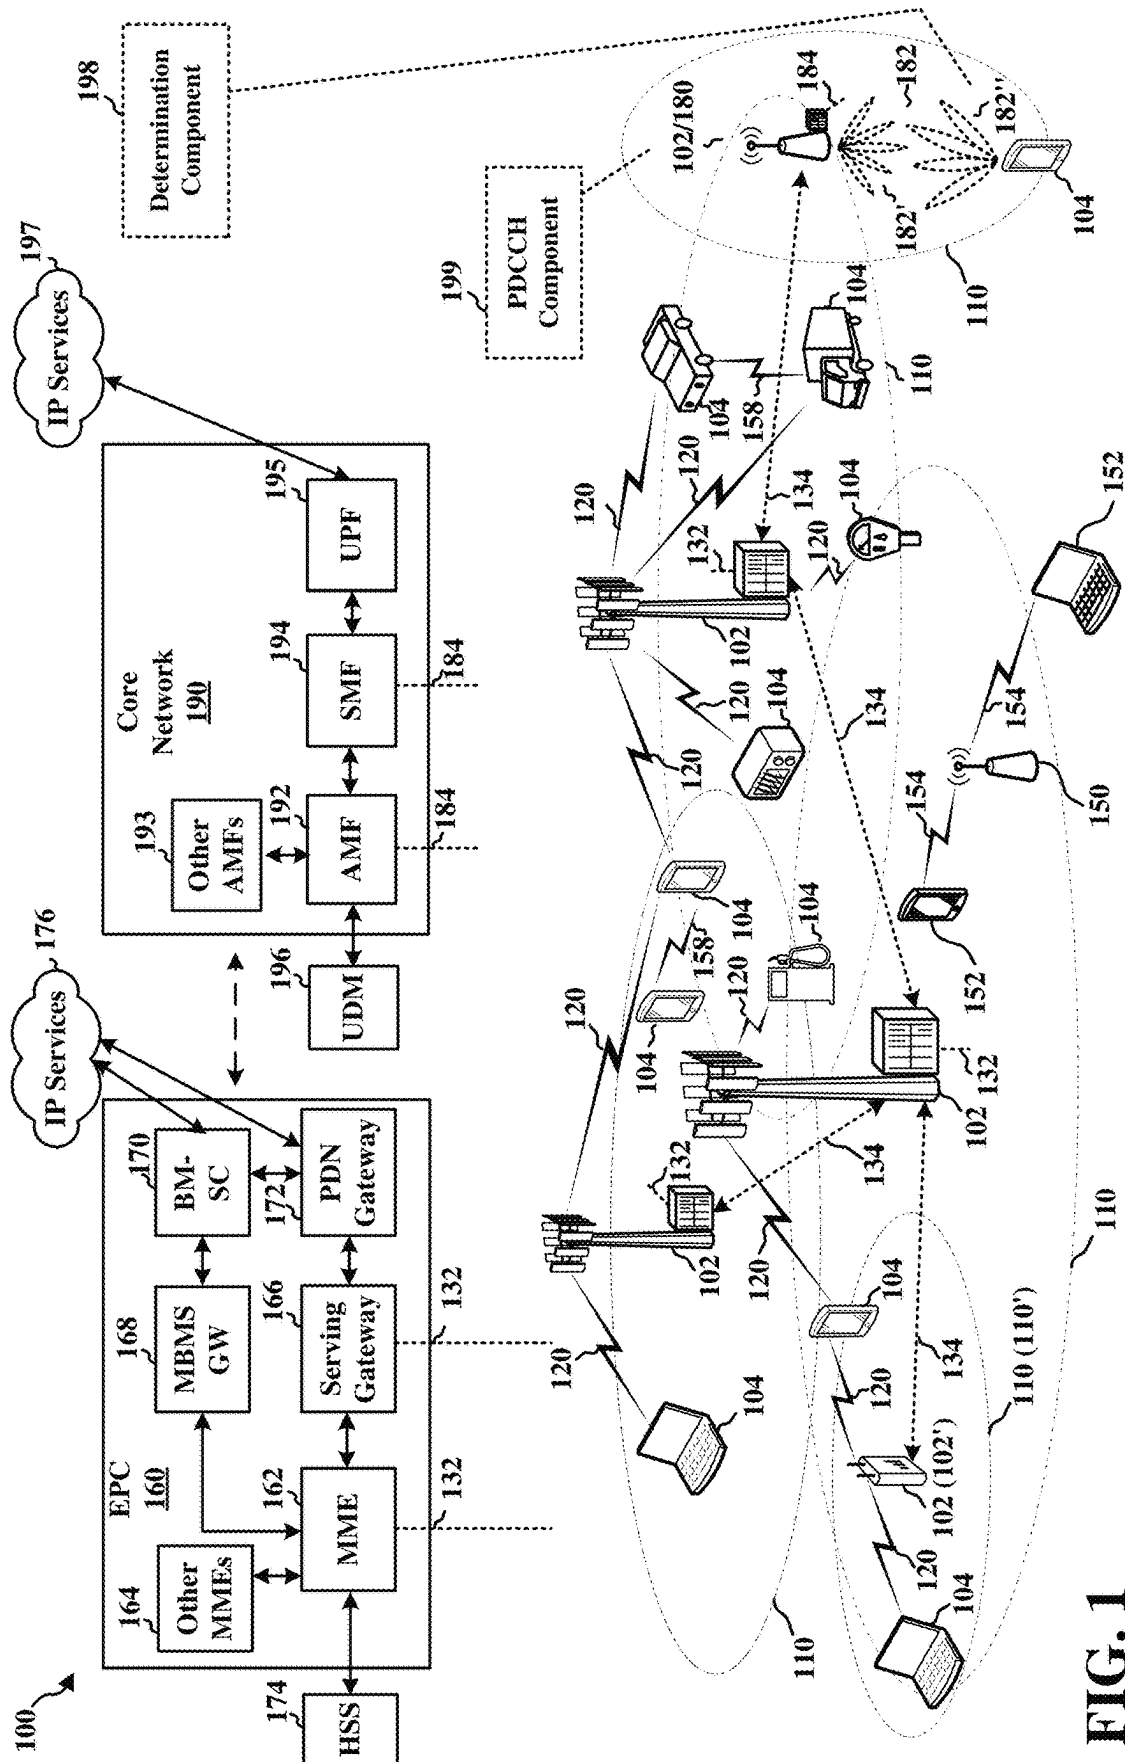 100
IP Services
176
IP Services
197
198
Determination
Component
164
Other
MMEs
EPC
160
168
MBMS
GW
170
BM-
SC
193
Other
AMFs
Core
Network
190
174
HSS
162
MME
166
Serving
Gateway
172
PDN
Gateway
196
UDM
192
AMF
194
SMF
195
UPF
132
132
184
184
199
PDCCH
Component
120
120
120
102/180
104
132
102
104
158
104
120
120
104
132
102
120
104
158
184
110
120
134
120
104
134
102
120
104
134
182
182'
182''
104
110
104
120
102 (102')
120
134
132
102
104
110
104
110 (110')
152
154
154
150
152
110
FIG. 1